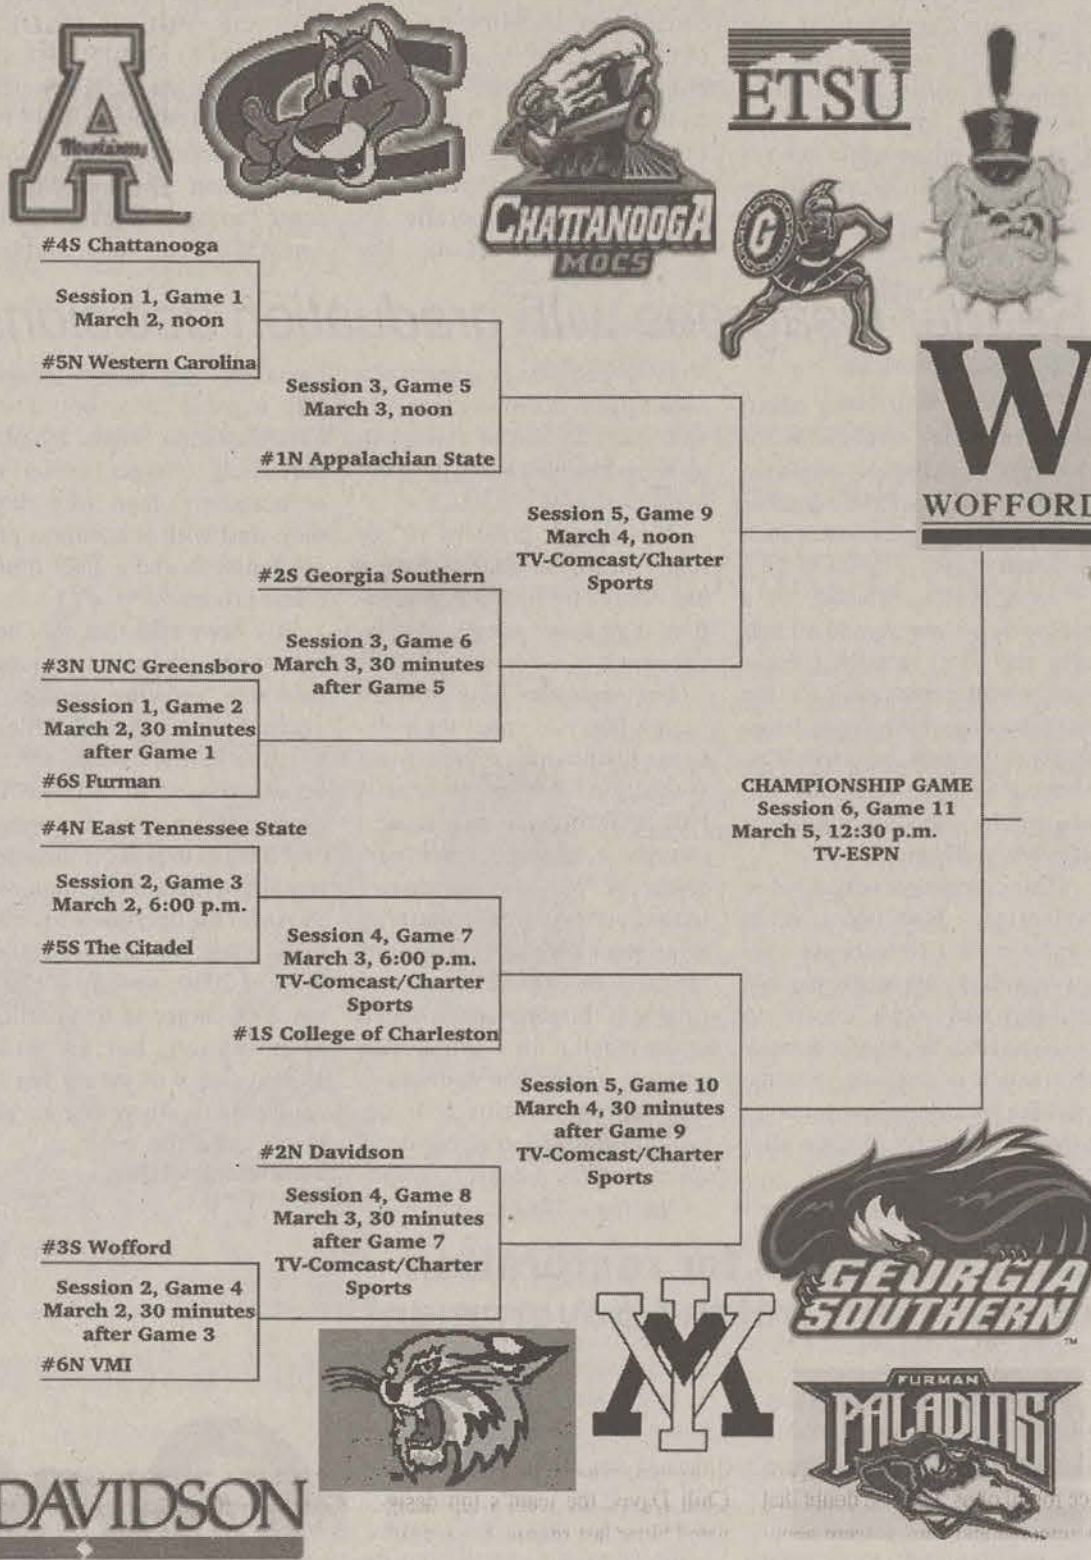 A
Mountaineers
C
CHATTANOOGA
MOCS
ETSU
G
W
WOFFORD
#4S Chattanooga
Session 1, Game 1
March 2, noon
#5N Western Carolina
Session 3, Game 5
March 3, noon
#1N Appalachian State
Session 5, Game 9
March 4, noon
TV-Comcast/Charter
Sports
#2S Georgia Southern
Session 3, Game 6
March 3, 30 minutes
after Game 5
#3N UNC Greensboro
Session 1, Game 2
March 2, 30 minutes
after Game 1
#6S Furman
CHAMPIONSHIP GAME
Session 6, Game 11
March 5, 12:30 p.m.
TV-ESPN
#4N East Tennessee State
Session 2, Game 3
March 2, 6:00 p.m.
#5S The Citadel
Session 4, Game 7
March 3, 6:00 p.m.
TV-Comcast/Charter
Sports
#1S College of Charleston
Session 5, Game 10
March 4, 30 minutes
after Game 9
TV-Comcast/Charter
Sports
#2N Davidson
Session 4, Game 8
March 3, 30 minutes
after Game 7
TV-Comcast/Charter
Sports
#3S Wofford
Session 2, Game 4
March 2, 30 minutes
after Game 3
#6N VMI
GEORGIA
SOUTHERN
TM
VMI
FURMAN
PALADINS
DAVIDSON